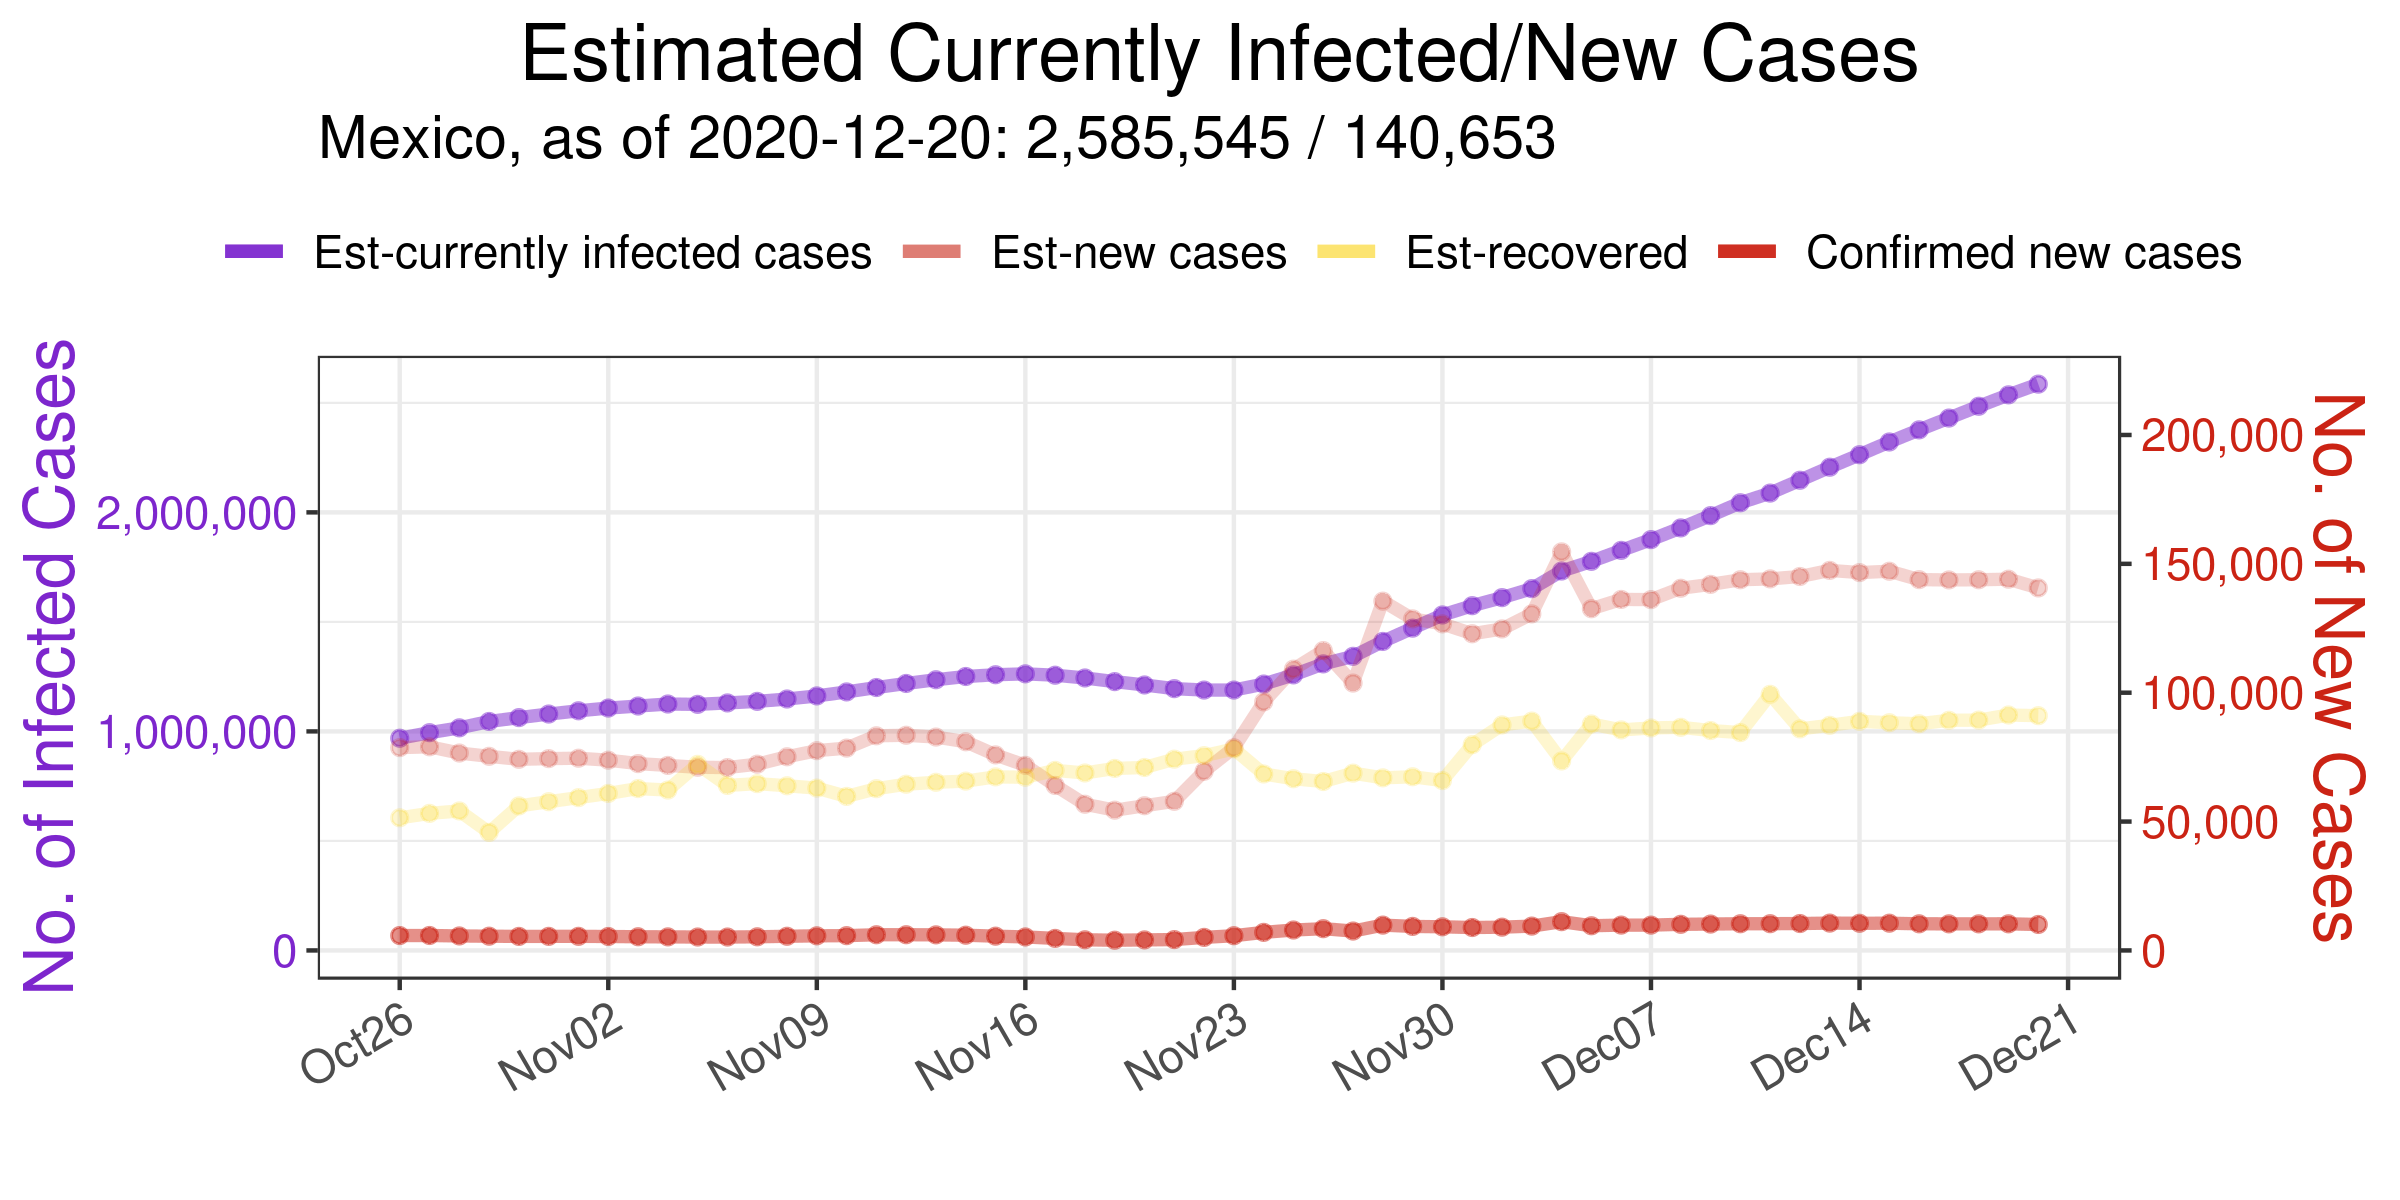 Estimated Currently Infected/New Cases
Mexico, as of 2020-12-20: 2,585,545 / 140,653
Est-currently infected cases Est-new cases Est-recovered Confirmed new cases
No. of Infected Cases
2,000,000
1,000,000
0
200,000
150,000
100,000
50,000
0
No. of New Cases
Oct26 Nov02 Nov09 Nov16 Nov23 Nov30 Dec07 Dec14 Dec21